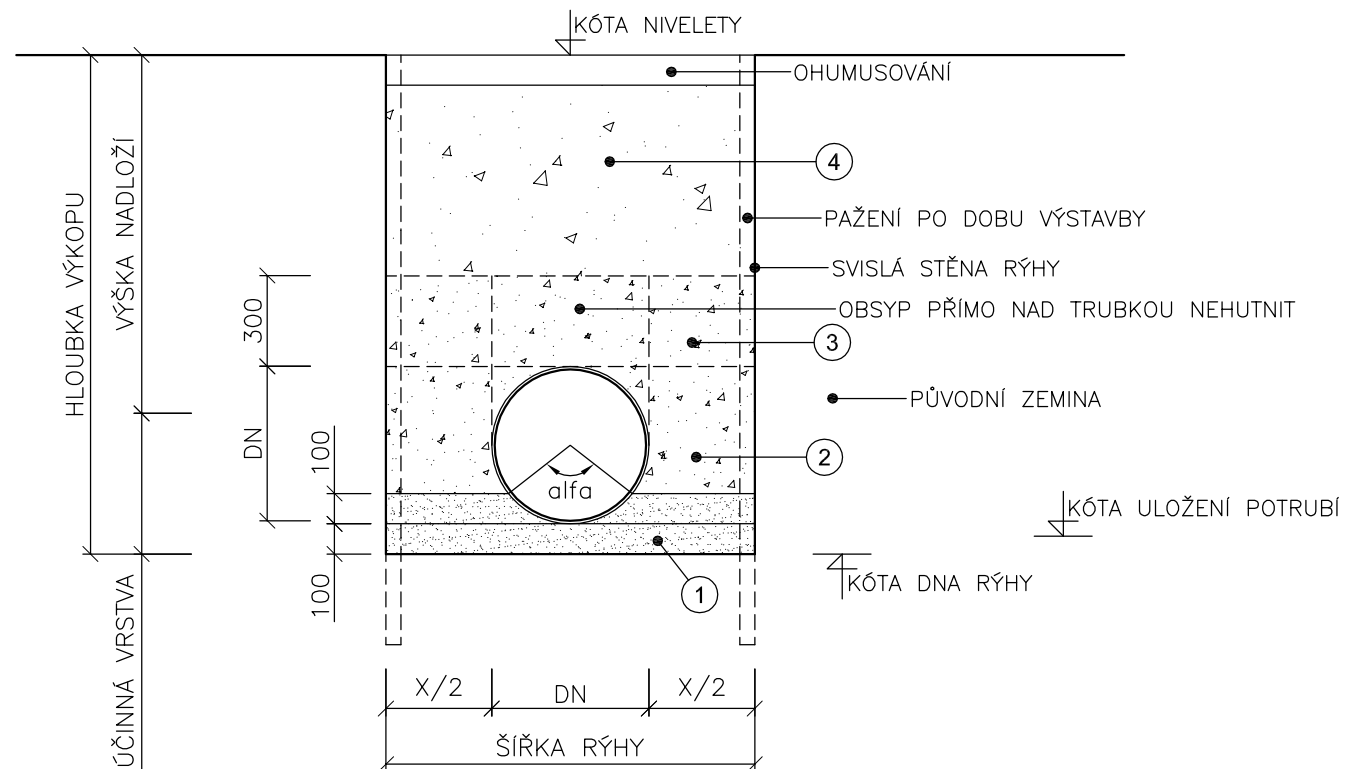 KÓTA NIVELETY
OHUMUSOVÁNÍ
4
PAŽENÍ PO DOBU VÝSTAVBY
SVISLÁ STĚNA RÝHY
OBSYP PŘÍMO NAD TRUBKOU NEHUTNIT
3
PŮVODNÍ ZEMINA
2
alfa
KÓTA ULOŽENÍ POTRUBÍ
KÓTA DNA RÝHY
1
HLOUBKA VÝKOPU
VÝŠKA NADLOŽÍ
300
DN
100
100
ÚČINNÁ VRSTVA
X/2
DN
X/2
ŠÍŘKA RÝHY